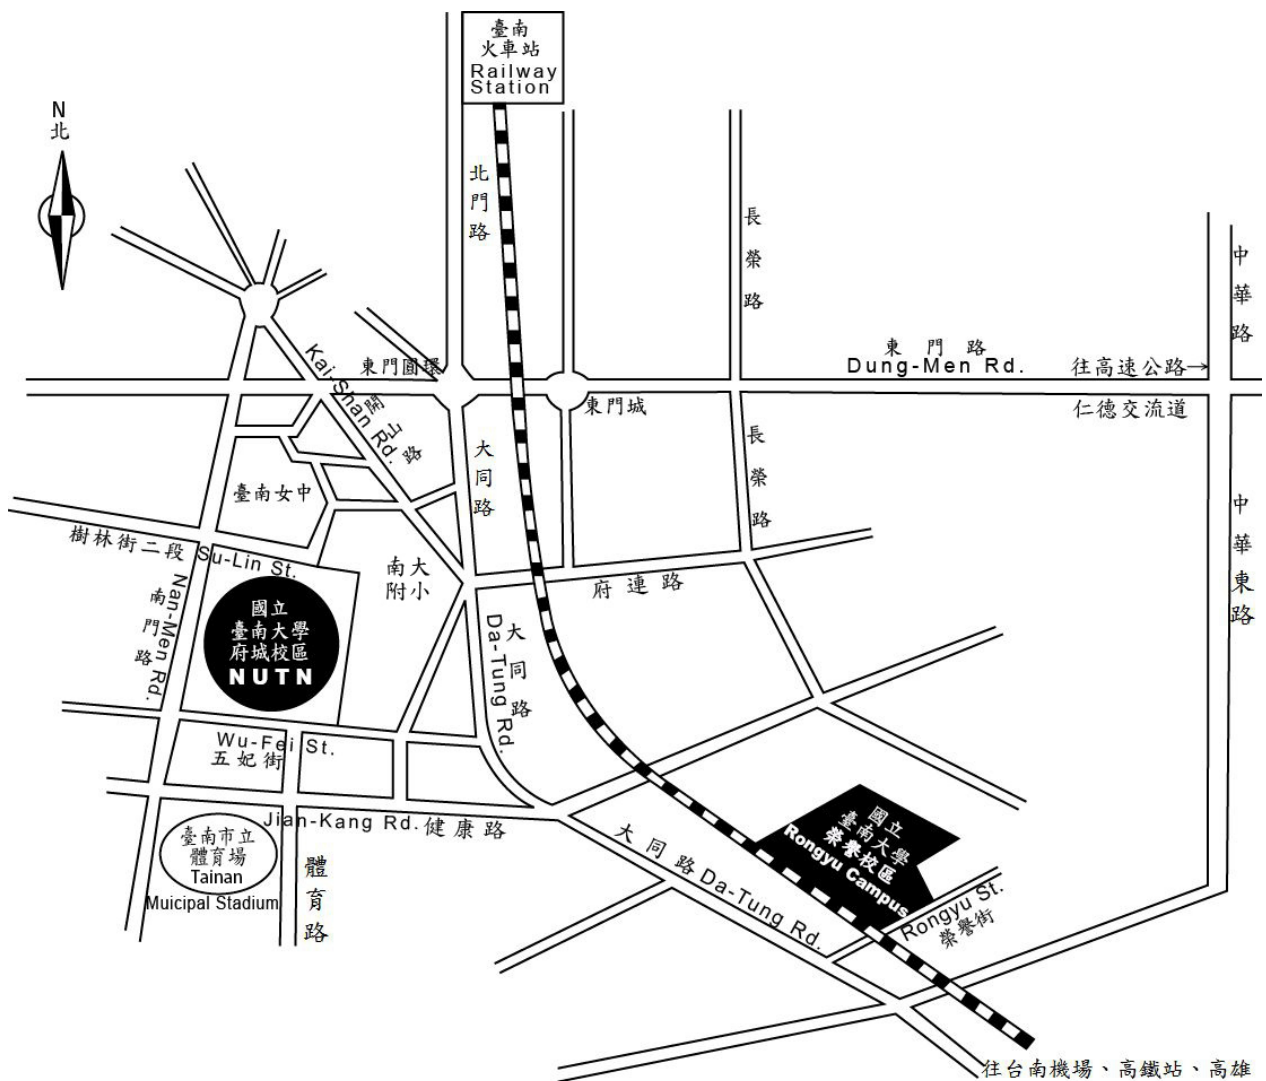 臺南
火車站
Railway
Station
N
北
北門路
長榮路
中華路
東門路
Dung-Men Rd.
往高速公路→
仁德交流道
東門圓環
東門城
Kai-Shan Rd.
開山路
大同路
長榮路
中華東路
臺南女中
樹林街二段 Su-Lin St.
南大
附小
府連路
Nan-Men Rd.
南門路
國立
臺南大學
府城校區
NUTN
大同路
Da-Tung Rd.
Wu-Fei St.
五妃街
Jian-Kang Rd. 健康路
臺南市立
體育場
Tainan
Muicipal Stadium
體育路
大同路 Da-Tung Rd.
國立
臺南大學
榮譽校區
Rongyu Campus
Rongyu St.
榮譽街
往台南機場、高鐵站、高雄